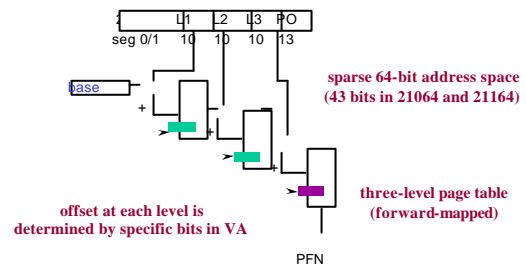 2 L1 L2 L3 PO
seg 0/1 10 10 10 13
base
sparse 64-bit address space
(43 bits in 21064 and 21164)
+
+
+
three-level page table
(forward-mapped)
offset at each level is
determined by specific bits in VA
PFN